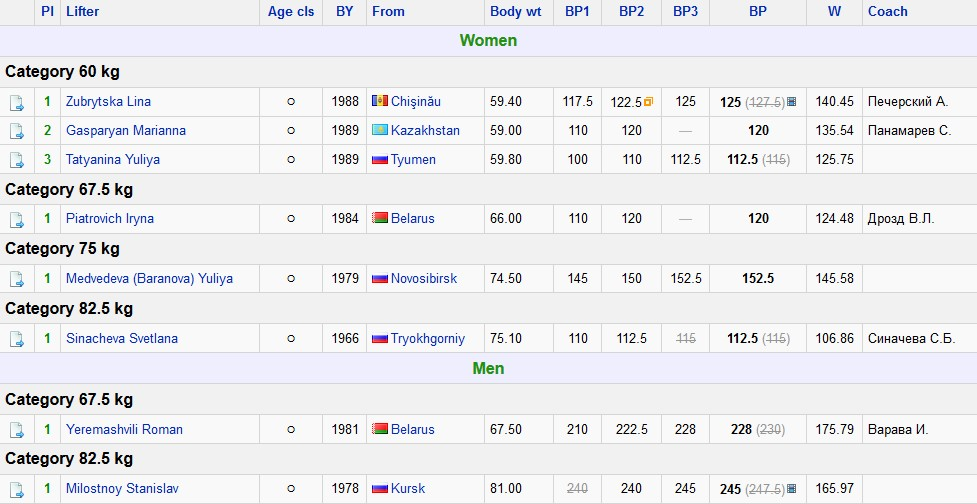 Pl Lifter Age cls BY From Body wt BP1 BP2 BP3 BP W Coach
Women
Category 60 kg
1 Zubrytska Lina ○ 1988 Chişinău 59.40 117.5 122.5 125 125 (127.5) 140.45 Печерский А.
2 Gasparyan Marianna ○ 1989 Kazakhstan 59.00 110 120 — 120 135.54 Панамарев С.
3 Tatyanina Yuliya ○ 1989 Tyumen 59.80 100 110 112.5 112.5 (115) 125.75
Category 67.5 kg
1 Piatrovich Iryna ○ 1984 Belarus 66.00 110 120 — 120 124.48 Дрозд В.Л.
Category 75 kg
1 Medvedeva (Baranova) Yuliya ○ 1979 Novosibirsk 74.50 145 150 152.5 152.5 145.58
Category 82.5 kg
1 Sinacheva Svetlana ○ 1966 Tryokhgorniy 75.10 110 112.5 115 112.5 (115) 106.86 Синачева С.Б.
Men
Category 67.5 kg
1 Yeremashvili Roman ○ 1981 Belarus 67.50 210 222.5 228 228 (230) 175.79 Варава И.
Category 82.5 kg
1 Milostnoy Stanislav ○ 1978 Kursk 81.00 240 240 245 245 (247.5) 165.97